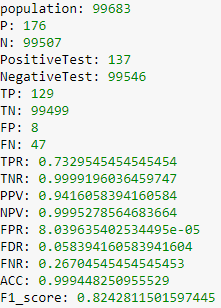 population: 99683
P: 176
N: 99507
PositiveTest: 137
NegativeTest: 99546
TP: 129
TN: 99499
FP: 8
FN: 47
TPR: 0.7329545454545454
TNR: 0.9999196036459747
PPV: 0.9416058394160584
NPV: 0.9995278564683664
FPR: 8.039635402534495e-05
FDR: 0.058394160583941604
FNR: 0.26704545454545453
ACC: 0.999448250955529
F1_score: 0.8242811501597445